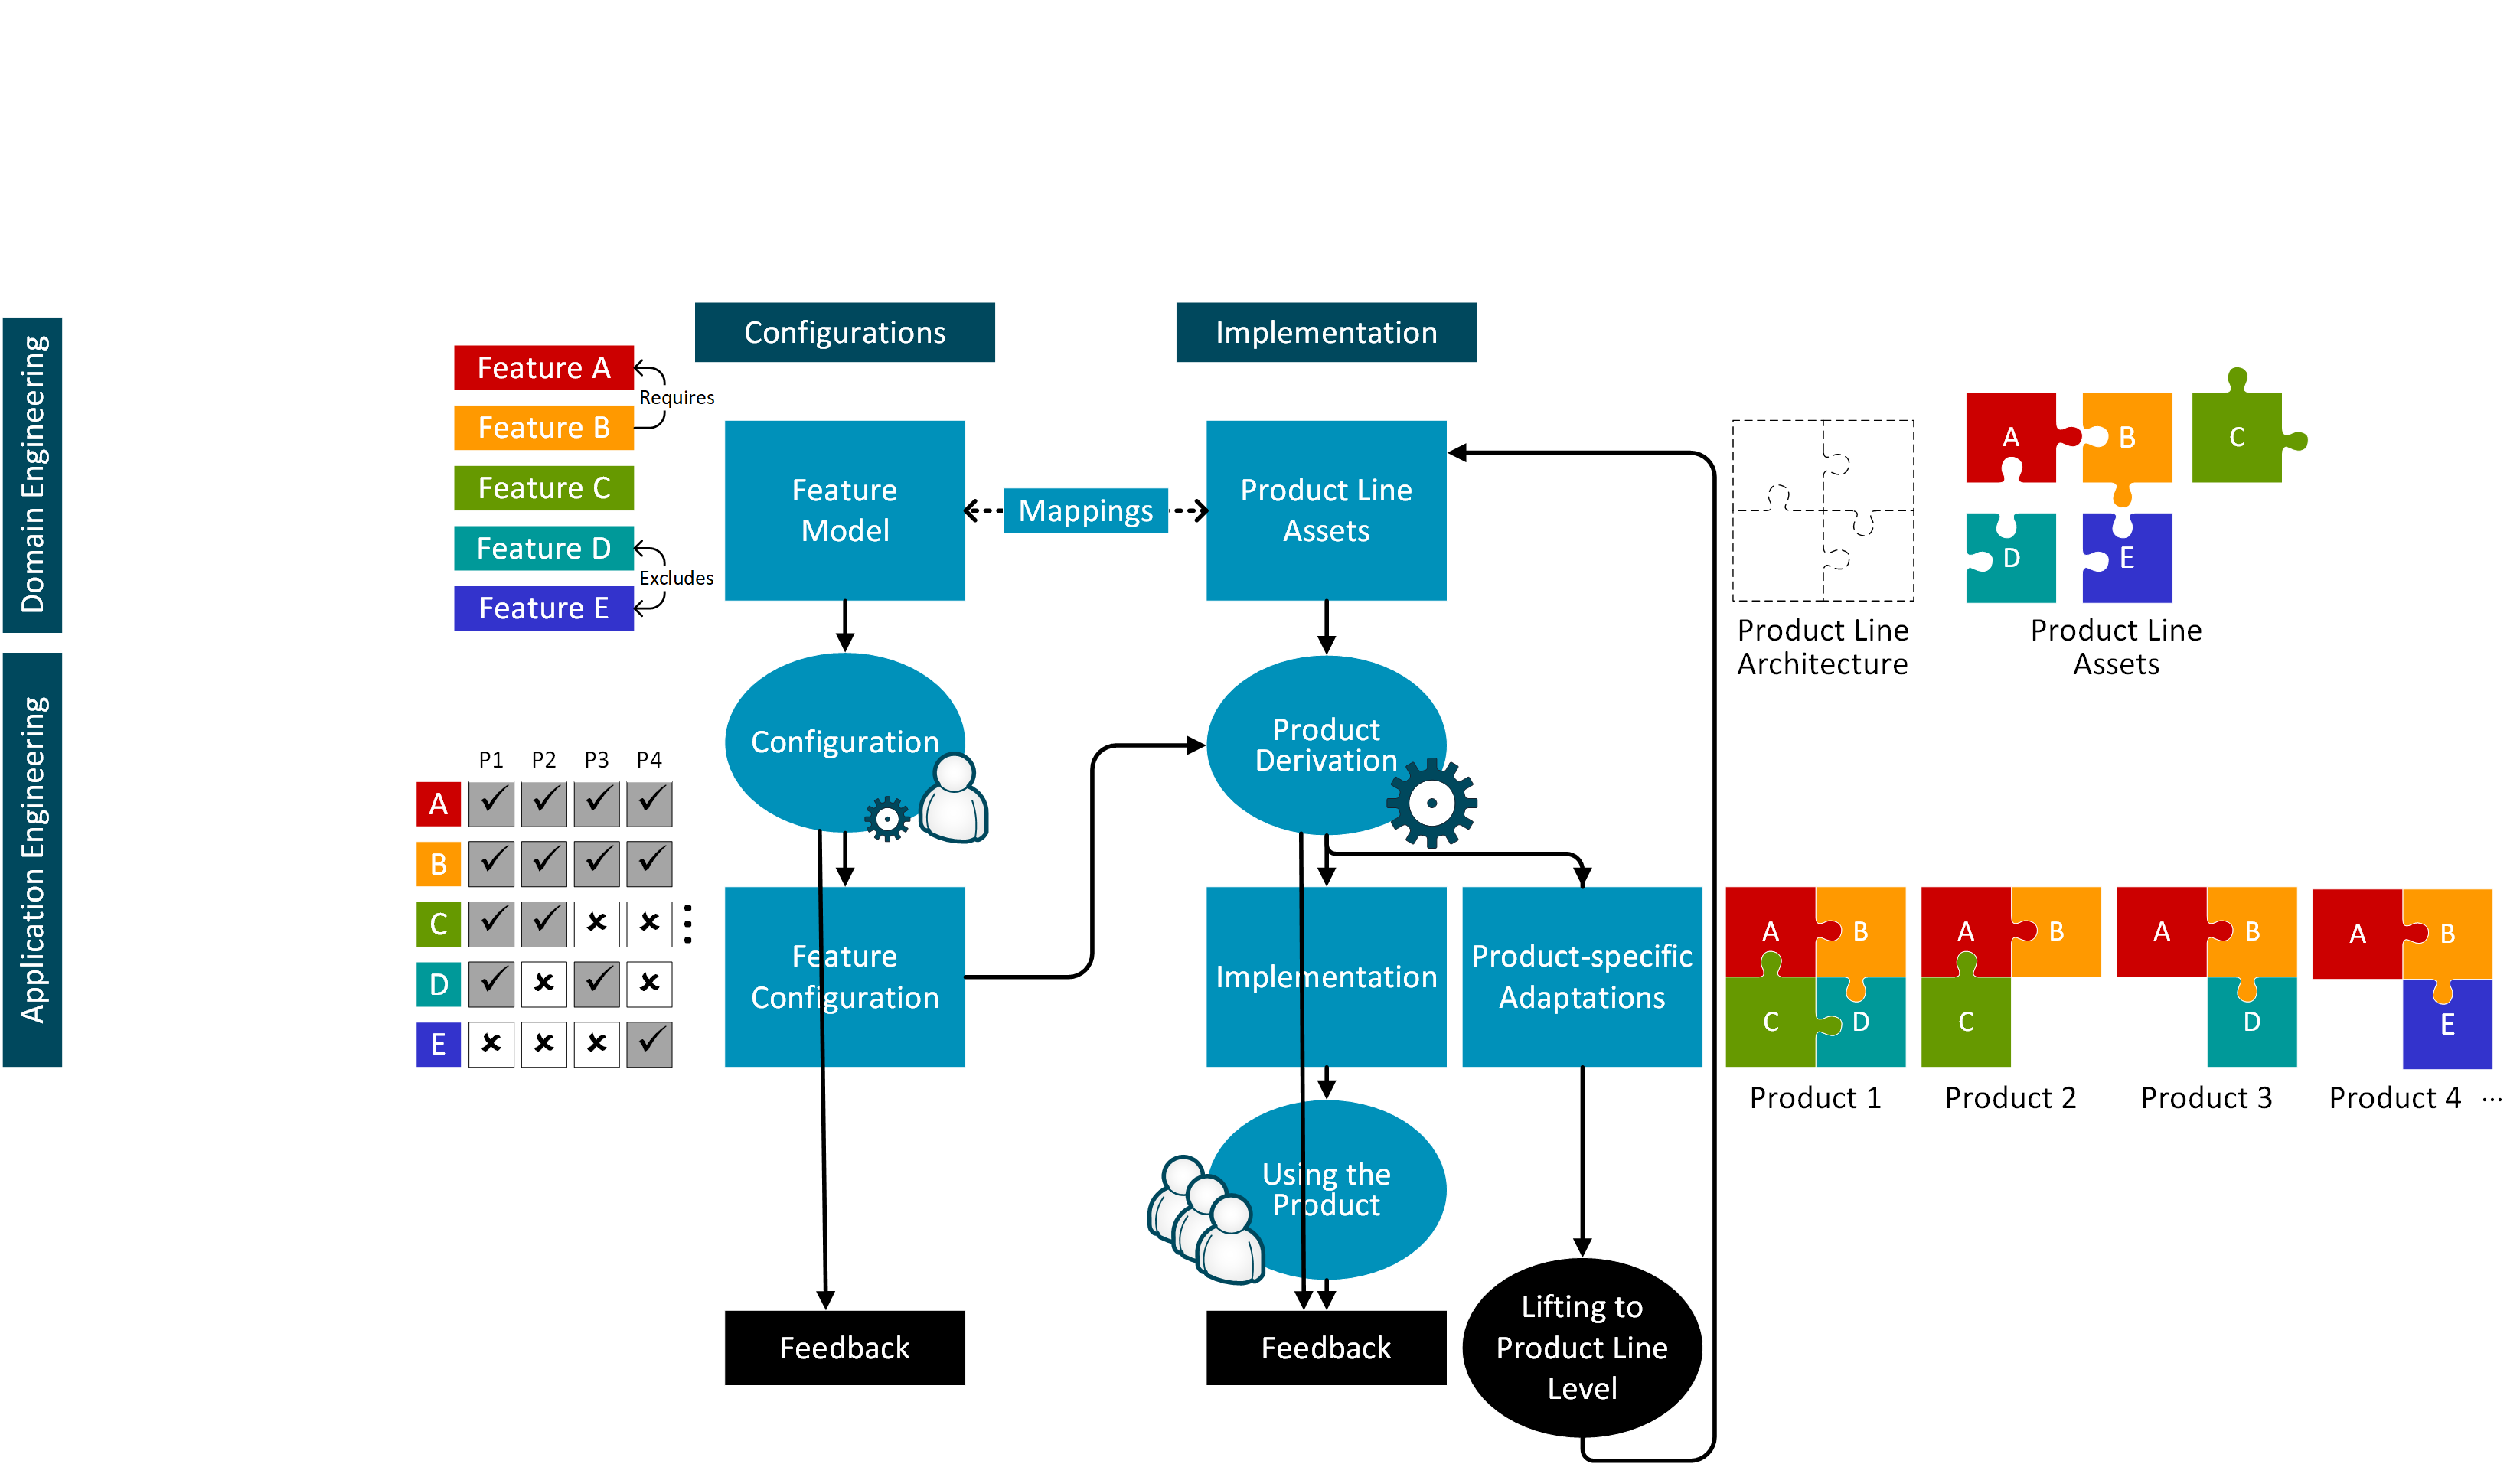 Domain Engineering
Application Engineering
Configurations
Implementation
Feature A
Feature B
Feature C
Feature D
Feature E
Requires
Excludes
Feature
Model
Mappings
Product Line
Assets
Product Line
Architecture
A
B
C
D
E
Product Line
Assets
Configuration
Product
Derivation
P1 P2 P3 P4
A
B
C
D
E
Feature
Configuration
Implementation
Product-specific
Adaptations
A B
C D
Product 1
A B
C
Product 2
A B
D
Product 3
A B
E
Product 4 ...
Using the
Product
Feedback
Feedback
Lifting to
Product Line
Level